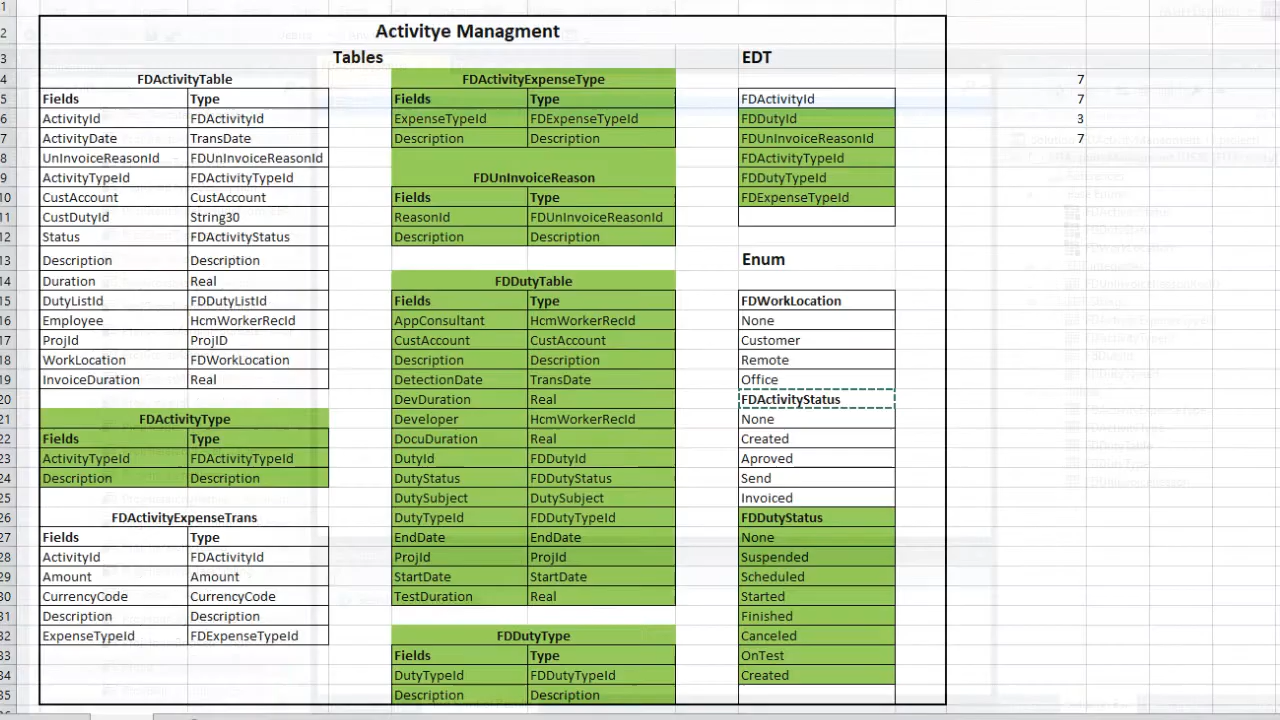 Activitye Managment
Tables
EDT
FDActivityTable
Fields Type
ActivityId FDActivityId
ActivityDate TransDate
UnInvoiceReasonId FDUnInvoiceReasonId
ActivityTypeId FDActivityTypeId
CustAccount CustAccount
CustDutyId String30
Status FDActivityStatus
Description Description
Duration Real
DutyListId FDDutyListId
Employee HcmWorkerRecId
ProjId ProjID
WorkLocation FDWorkLocation
InvoiceDuration Real
FDActivityType
Fields Type
ActivityTypeId FDActivityTypeId
Description Description
FDActivityExpenseTrans
Fields Type
ActivityId FDActivityId
Amount Amount
CurrencyCode CurrencyCode
Description Description
ExpenseTypeId FDExpenseTypeId
FDActivityExpenseType
Fields Type
ExpenseTypeId FDExpenseTypeId
Description Description
FDUnInvoiceReason
Fields Type
ReasonId FDUnInvoiceReasonId
Description Description
FDDutyTable
Fields Type
AppConsultant HcmWorkerRecId
CustAccount CustAccount
Description Description
DetectionDate TransDate
DevDuration Real
Developer HcmWorkerRecId
DocuDuration Real
DutyId FDDutyId
DutyStatus FDDutyStatus
DutySubject DutySubject
DutyTypeId FDDutyTypeId
EndDate EndDate
ProjId ProjId
StartDate StartDate
TestDuration Real
FDDutyType
Fields Type
DutyTypeId FDDutyTypeId
Description Description
FDActivityId
FDDutyId
FDUnInvoiceReasonId
FDActivityTypeId
FDDutyTypeId
FDExpenseTypeId
Enum
FDWorkLocation
None
Customer
Remote
Office
FDActivityStatus
None
Created
Aproved
Send
Invoiced
FDDutyStatus
None
Suspended
Scheduled
Started
Finished
Canceled
OnTest
Created
7
7
3
7